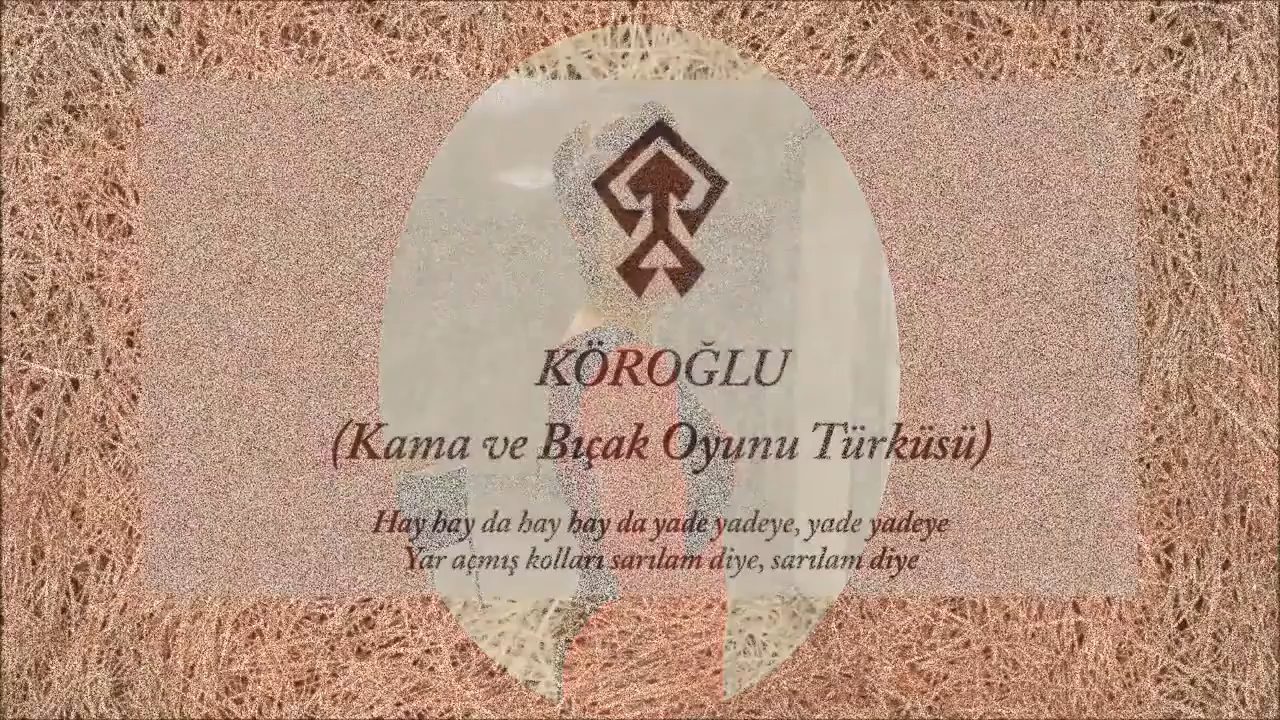 KÖROĞLU
(Kama ve Bıçak Oyunu Türküsü)
Hay hay da hay hay da yade yadeye, yade yadeye
Yar açmış kolları sarılam diye, sarılam diye